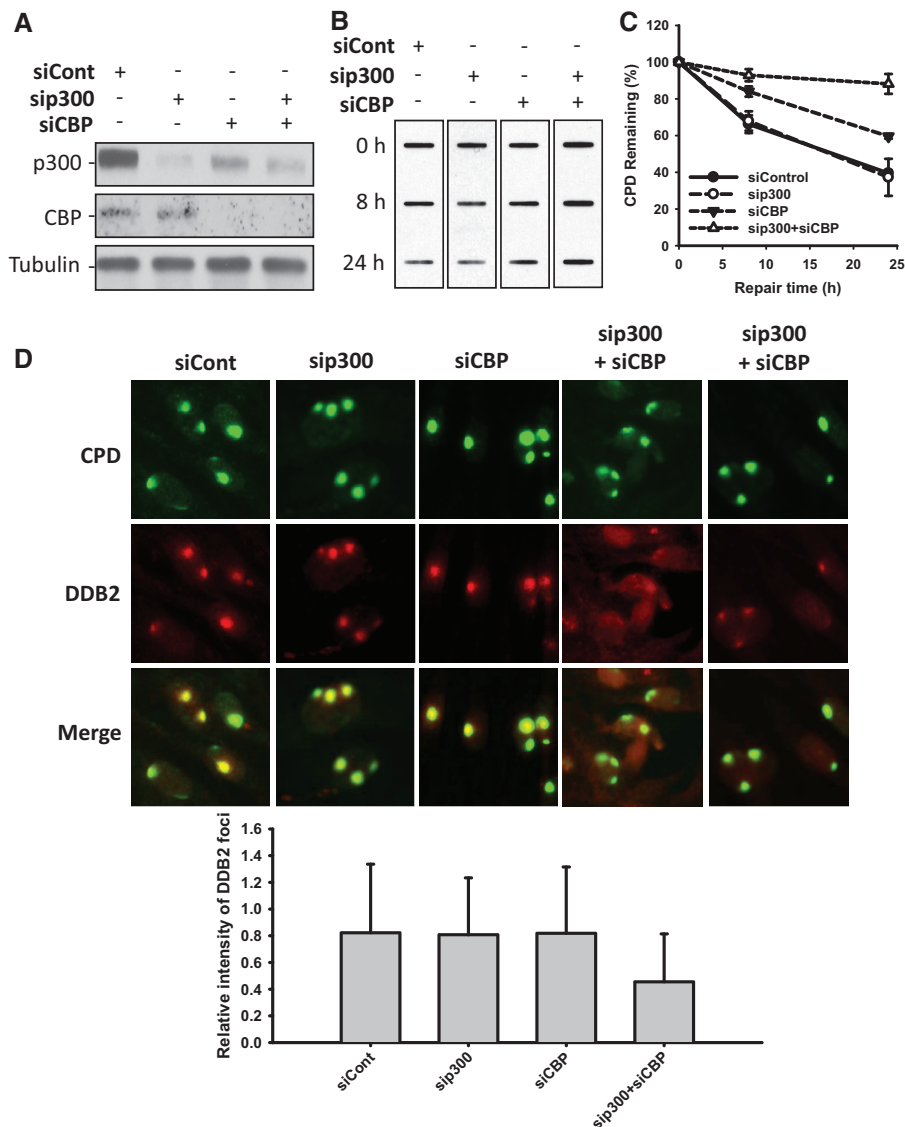 A
siCont + - - -
sip300 - + - +
siCBP - - + +
p300 -
CBP -
Tubulin -
B
siCont + - - -
sip300 - + - +
siCBP - - + +
0 h
8 h
24 h
C
CPD Remaining (%)
120
100
80
60
40
20
0
siControl
sip300
siCBP
sip300+siCBP
0 5 10 15 20 25
Repair time (h)
D
siCont sip300 siCBP sip300 + siCBP sip300 + siCBP
CPD
DDB2
Merge
Relative intensity of DDB2 foci
1.6
1.4
1.2
1.0
0.8
0.6
0.4
0.2
0.0
siCont
sip300
siCBP
sip300+siCBP